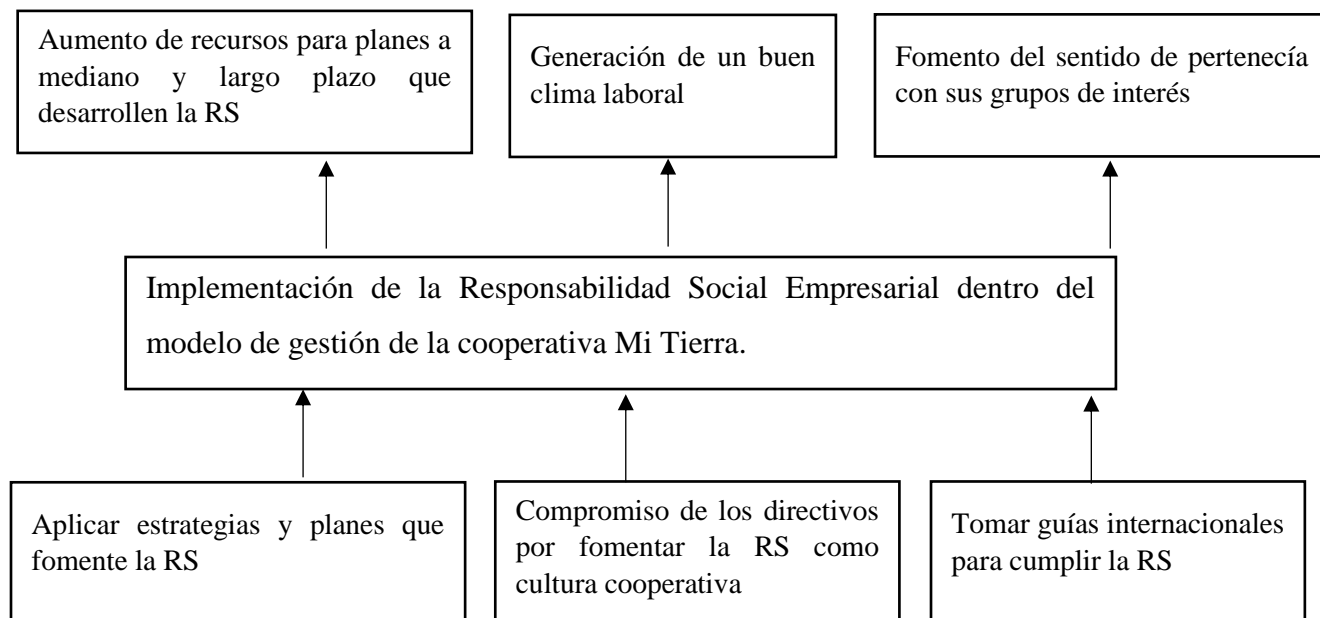 Aumento de recursos para planes a
mediano y largo plazo que
desarrollen la RS
Generación de un buen
clima laboral
Fomento del sentido de pertenecía
con sus grupos de interés
Implementación de la Responsabilidad Social Empresarial dentro del
modelo de gestión de la cooperativa Mi Tierra.
Aplicar estrategias y planes que
fomente la RS
Compromiso de los directivos
por fomentar la RS como
cultura cooperativa
Tomar guías internacionales
para cumplir la RS